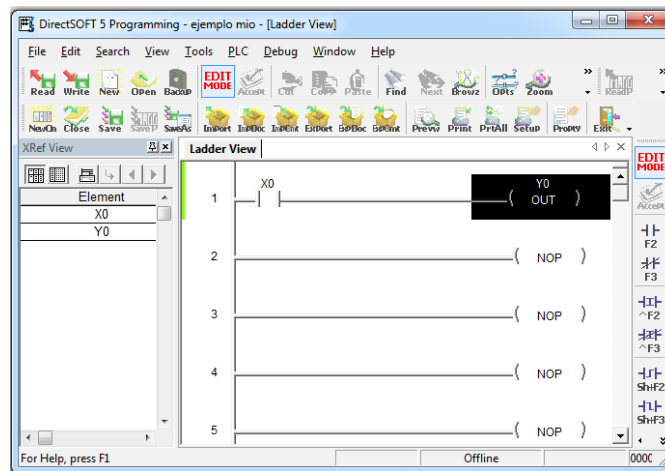 DirectSOFT 5 Programming - ejemplo mio - [Ladder View]
File Edit Search View Tools PLC Debug Window Help
Read Write New Open Backup EDIT MODE Accept Cut Copy Paste Find Next Browz Opts Zoom » ReadP »
NewCn Close Save SaveP SaveAs ImPort ImpDoc ImpCmt ExPort ExpDoc ExpCmt Prevw Print PrtAll Setup Proprty Exit
XRef View
Ladder View
Element
X0
Y0
1 X0 Y0
( OUT )
2 ( NOP )
3 ( NOP )
4 ( NOP )
5 ( NOP )
EDIT MODE
Accept
F2
F3
^F2
^F3
Sh+F2
Sh+F3
For Help, press F1
Offline